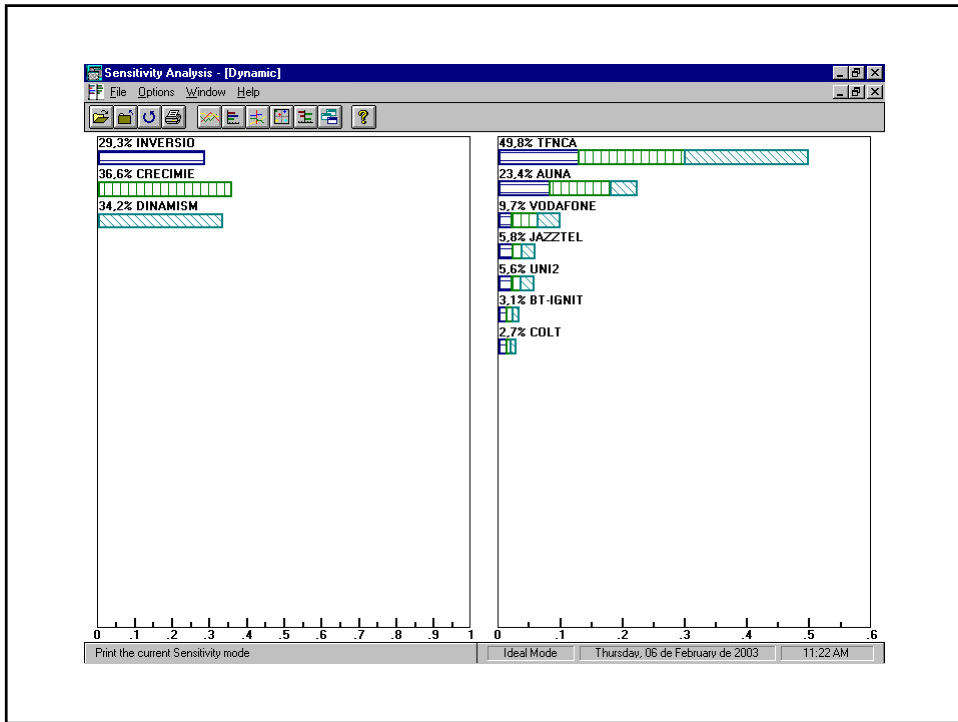 Sensitivity Analysis - [Dynamic]
File Options Window Help
29,3% INVERSIO
36,6% CRECIMIE
34,2% DINAMISM
0 .1 .2 .3 .4 .5 .6 .7 .8 .9 1
49,8% TFNCA
23,4% AUNA
9,7% VODAFONE
5,8% JAZZTEL
5,6% UNI2
3,1% BT-IGNIT
2,7% COLT
0 .1 .2 .3 .4 .5 .6
Print the current Sensitivity mode
Ideal Mode
Thursday, 06 de February de 2003
11:22 AM